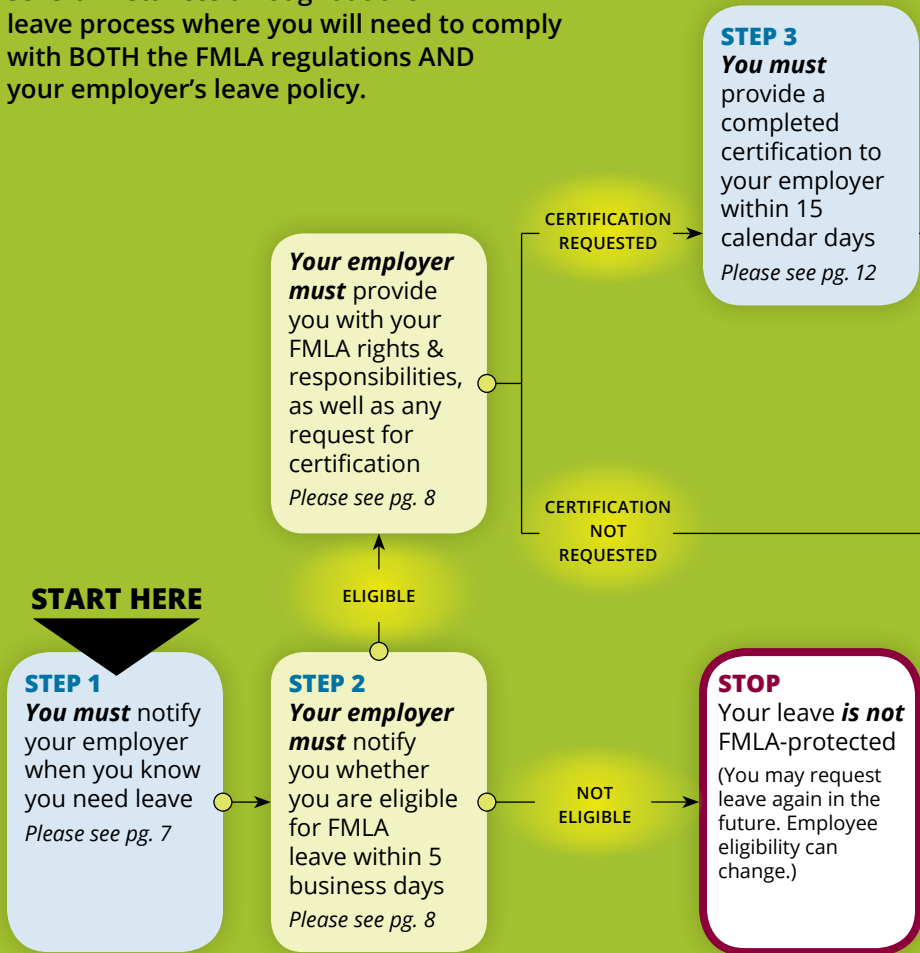 leave process where you will need to comply
with BOTH the FMLA regulations AND
your employer's leave policy.
START HERE
STEP 1
You must notify
your employer
when you know
you need leave
Please see pg. 7
STEP 2
Your employer
must notify
you whether
you are eligible
for FMLA
leave within 5
business days
Please see pg. 8
ELIGIBLE
Your employer
must provide
you with your
FMLA rights &
responsibilities,
as well as any
request for
certification
Please see pg. 8
CERTIFICATION
REQUESTED
STEP 3
You must
provide a
completed
certification to
your employer
within 15
calendar days
Please see pg. 12
CERTIFICATION
NOT
REQUESTED
NOT
ELIGIBLE
STOP
Your leave is not
FMLA-protected
(You may request
leave again in the
future. Employee
eligibility can
change.)